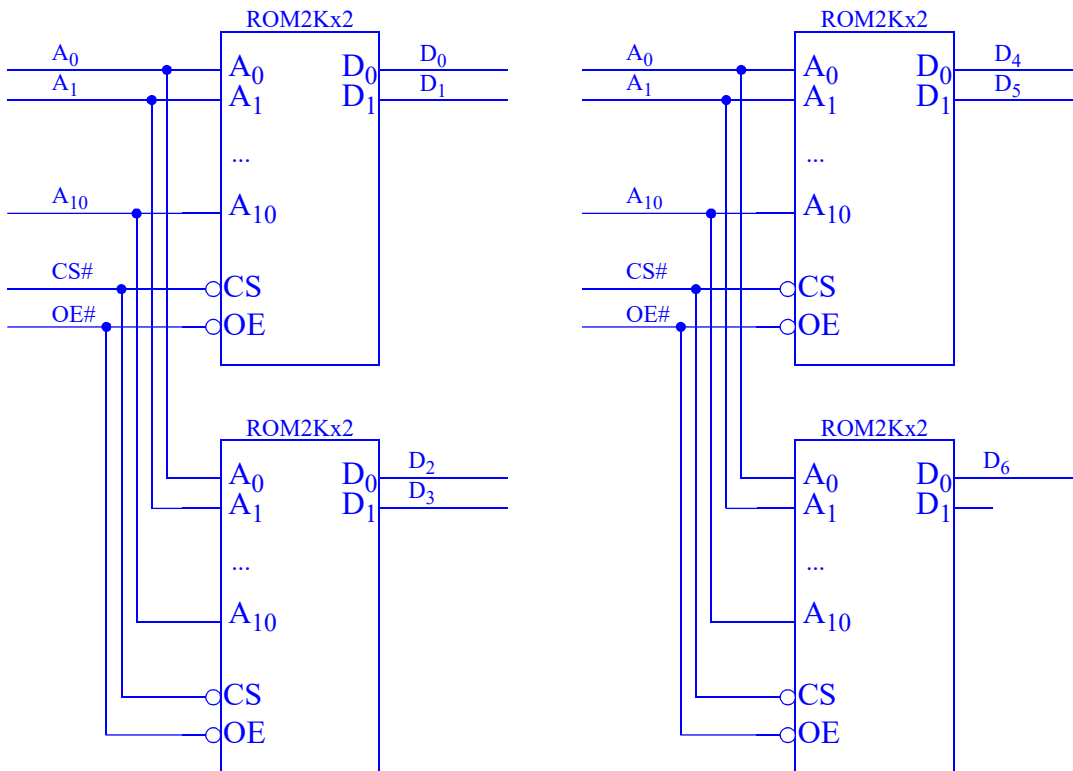 ROM2Kx2
A₀ A₀ D₀ D₀
A₁ A₁ D₁ D₁
...
A₁₀ A₁₀
CS# CS
OE# OE
ROM2Kx2
A₀ D₀ D₂
A₁ D₁ D₃
...
A₁₀
CS
OE
ROM2Kx2
A₀ A₀ D₀ D₄
A₁ A₁ D₁ D₅
...
A₁₀ A₁₀
CS# CS
OE# OE
ROM2Kx2
A₀ D₀ D₆
A₁ D₁
...
A₁₀
CS
OE